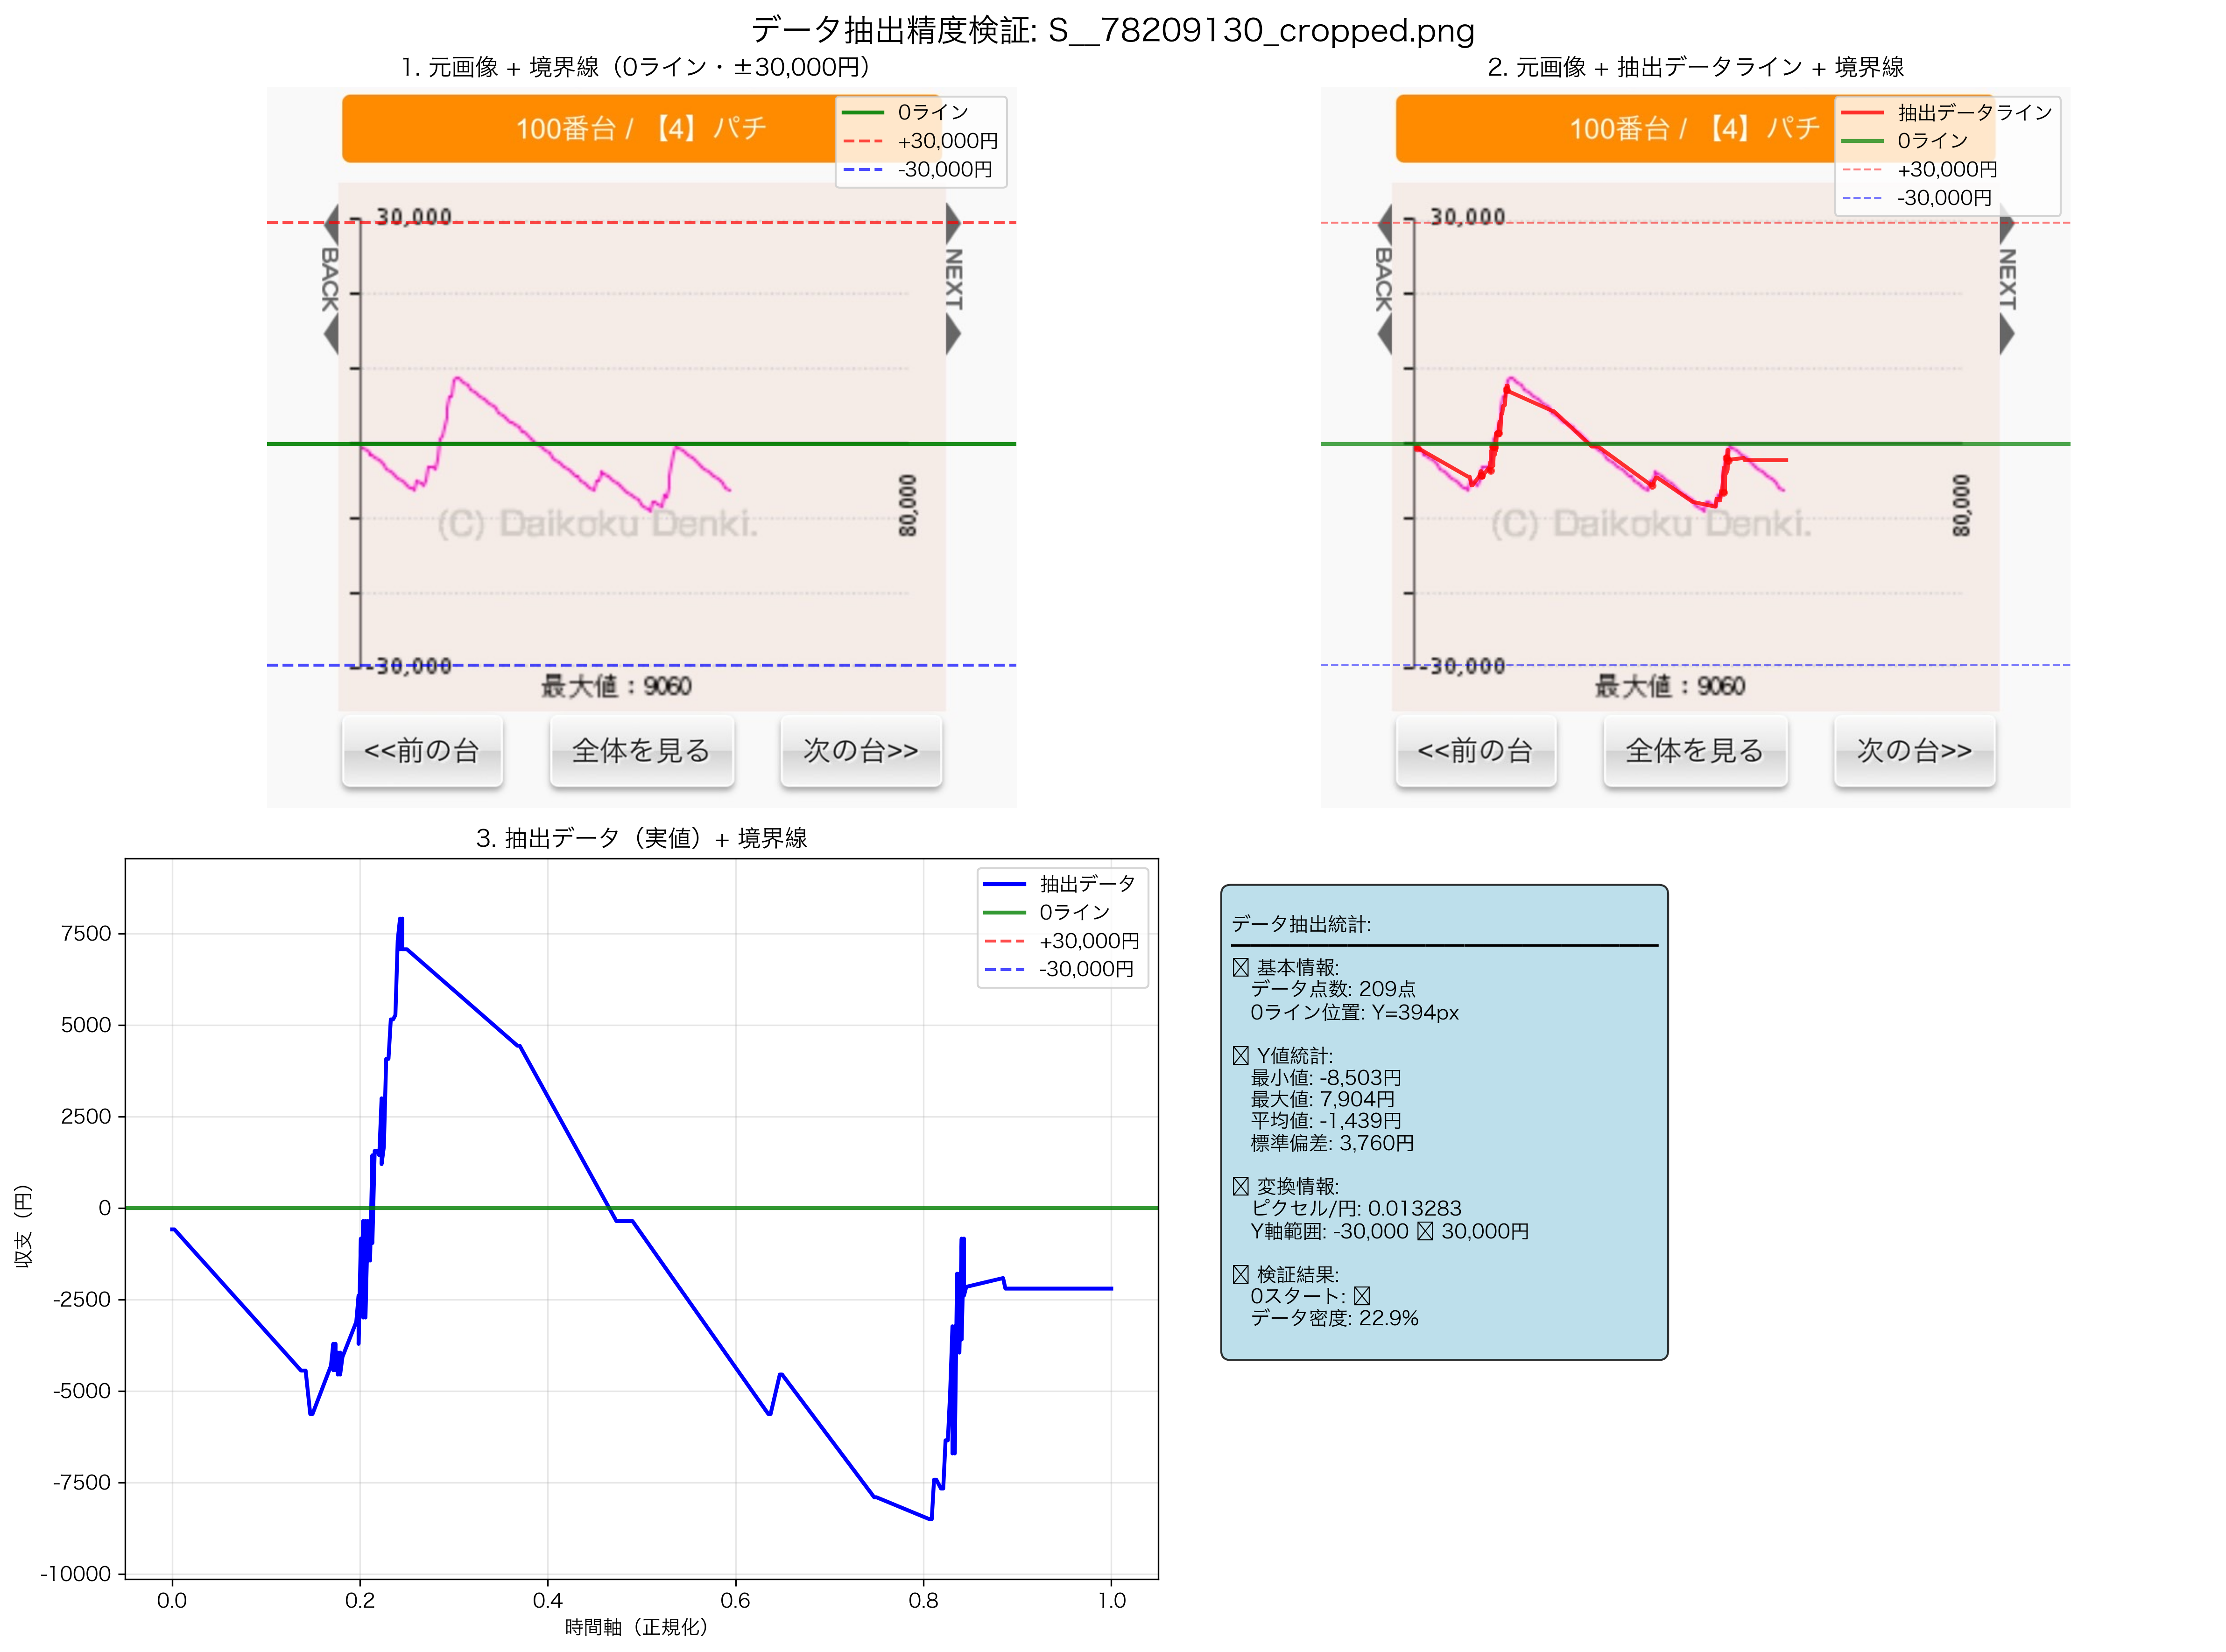 データ抽出精度検証: S__78209130_cropped.png
1. 元画像 + 境界線（0ライン・±30,000円）
100番台 / 【4】パチ
0ライン
+30,000円
-30,000円
30,000
BACK
NEXT
80,000
(C) Daikoku Denki.
-30,000
最大値：9060
<<前の台
全体を見る
次の台>>
2. 元画像 + 抽出データライン + 境界線
100番台 / 【4】パチ
抽出データライン
0ライン
+30,000円
-30,000円
30,000
BACK
NEXT
80,000
(C) Daikoku Denki.
-30,000
最大値：9060
<<前の台
全体を見る
次の台>>
3. 抽出データ（実値）+ 境界線
抽出データ
0ライン
+30,000円
-30,000円
7500
5000
2500
0
-2500
-5000
-7500
-10000
収支（円）
0.0 0.2 0.4 0.6 0.8 1.0
時間軸（正規化）
データ抽出統計:
基本情報:
データ点数: 209点
0ライン位置: Y=394px
Y値統計:
最小値: -8,503円
最大値: 7,904円
平均値: -1,439円
標準偏差: 3,760円
変換情報:
ピクセル/円: 0.013283
Y軸範囲: -30,000 30,000円
検証結果:
0スタート:
データ密度: 22.9%